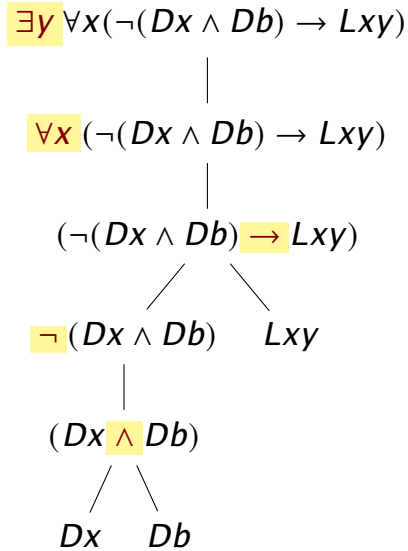 ∃y ∀x(¬(Dx ∧ Db) → Lxy)
∀x (¬(Dx ∧ Db) → Lxy)
(¬(Dx ∧ Db) → Lxy)
¬ (Dx ∧ Db) Lxy
(Dx ∧ Db)
Dx Db